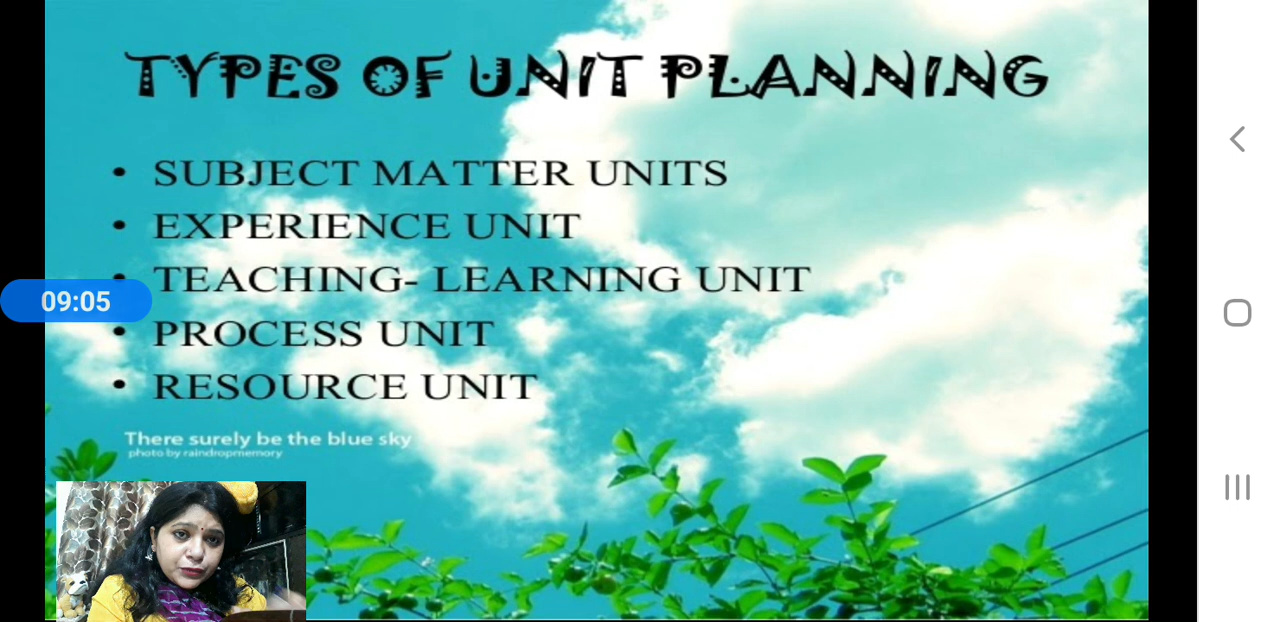 TYPES OF UNIT PLANNING
• SUBJECT MATTER UNITS
• EXPERIENCE UNIT
• TEACHING- LEARNING UNIT
09:05
• PROCESS UNIT
• RESOURCE UNIT
There surely be the blue sky
photo by raindropmemory